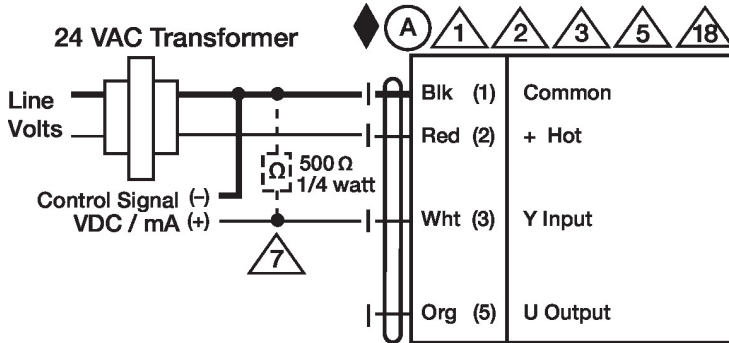 24 VAC Transformer
A 1 2 3 5 18
Line
Volts
Blk (1) Common
Red (2) + Hot
Ω 500 Ω
1/4 watt
Control Signal (–)
VDC / mA (+)
Wht (3) Y Input
7
Org (5) U Output